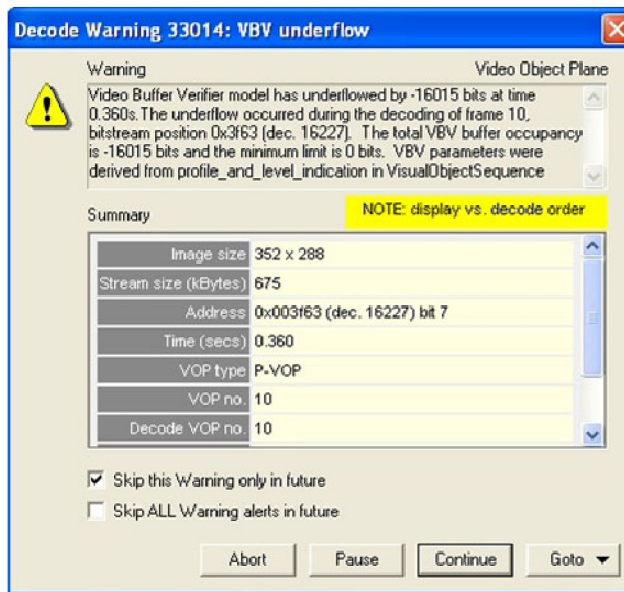 Decode Warning 33014: VBV underflow
Warning Video Object Plane
Video Buffer Verifier model has underflowed by -16015 bits at time
0.360s. The underflow occurred during the decoding of frame 10,
bitstream position 0x3f63 (dec. 16227). The total VBV buffer occupancy
is -16015 bits and the minimum limit is 0 bits. VBV parameters were
derived from profile_and_level_indication in VisualObjectSequence
Summary NOTE: display vs. decode order
Image size 352 x 288
Stream size (kBytes) 675
Address 0x003f63 (dec. 16227) bit 7
Time (secs) 0.360
VOP type P-VOP
VOP no. 10
Decode VOP no. 10
Skip this Warning only in future
Skip ALL Warning alerts in future
Abort Pause Continue Goto